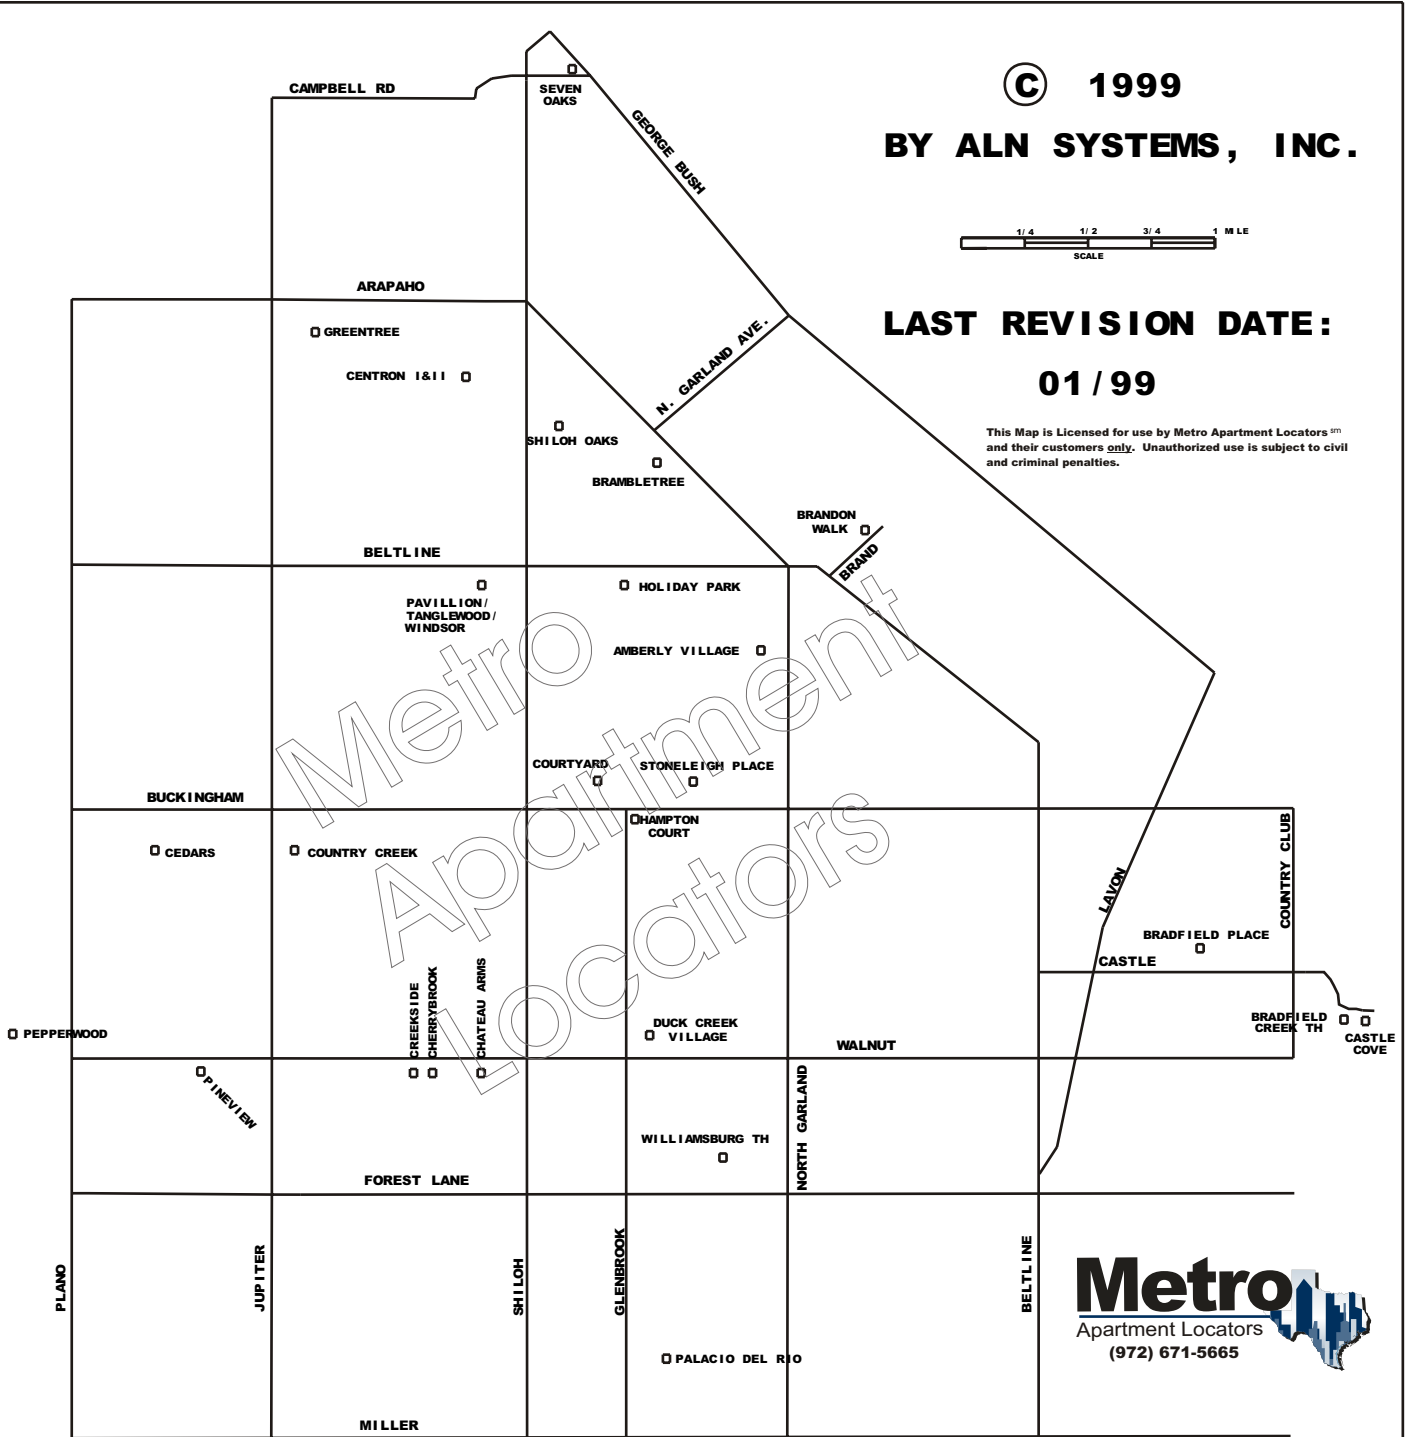 CAMPBELL RD
SEVEN
OAKS
GEORGE BUSH
© 1999
BY ALN SYSTEMS, INC.
1/4 1/2 3/4 1 MILE
SCALE
ARAPAHO
LAST REVISION DATE:
01/99
GREENTREE
CENTRON I&II
N. GARLAND AVE.
This Map is Licensed for use by Metro Apartment Locators sm
and their customers only. Unauthorized use is subject to civil
and criminal penalties.
SHILOH OAKS
BRAMBLETREE
BRANDON
WALK
BRAND
BELTLINE
HOLIDAY PARK
PAVILLION/
TANGLEWOOD/
WINDSOR
AMBERLY VILLAGE
Metro
Apartment
Locators
COURTYARD
STONELEIGH PLACE
BUCKINGHAM
HAMPTON
COURT
CEDARS
COUNTRY CREEK
COUNTRY CLUB
LAVON
BRADFIELD PLACE
CASTLE
CREEKSIDE
CHERRYBROOK
CHATEAU ARMS
PEPPERWOOD
DUCK CREEK
VILLAGE
WALNUT
BRADFIELD
CREEK TH
CASTLE
COVE
PINEVIEW
WILLIAMSBURG TH
NORTH GARLAND
FOREST LANE
PLANO
JUPITER
SHILOH
GLENBROOK
BELTLINE
Metro
Apartment Locators
(972) 671-5665
PALACIO DEL RIO
MILLER